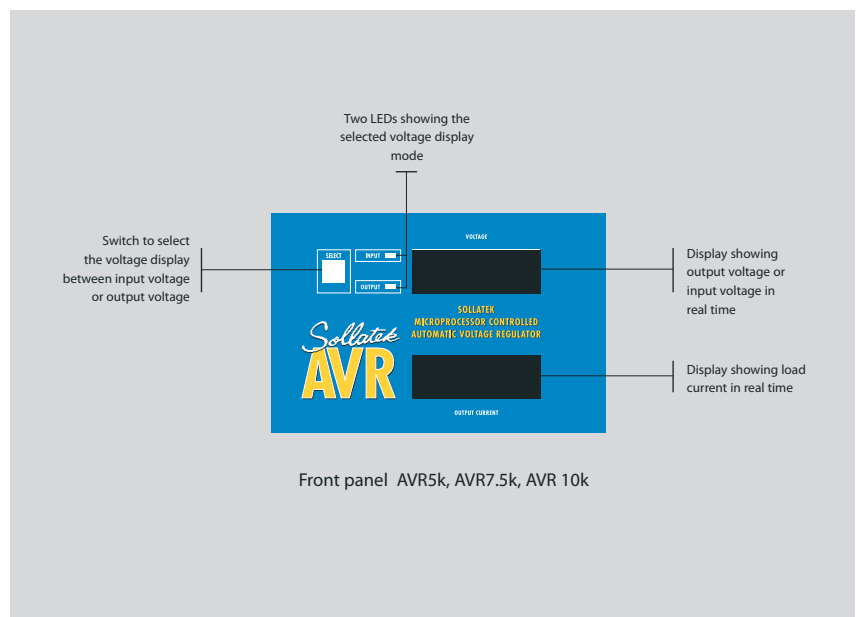 Two LEDs showing the
selected voltage display
mode
Switch to select
the voltage display
between input voltage
or output voltage
SELECT
INPUT
OUTPUT
VOLTAGE
SOLLATEK
MICROPROCESSOR CONTROLLED
AUTOMATIC VOLTAGE REGULATOR
Sollatek
AVR
OUTPUT CURRENT
Display showing
output voltage or
input voltage in
real time
Display showing load
current in real time
Front panel AVR5k, AVR7.5k, AVR 10k